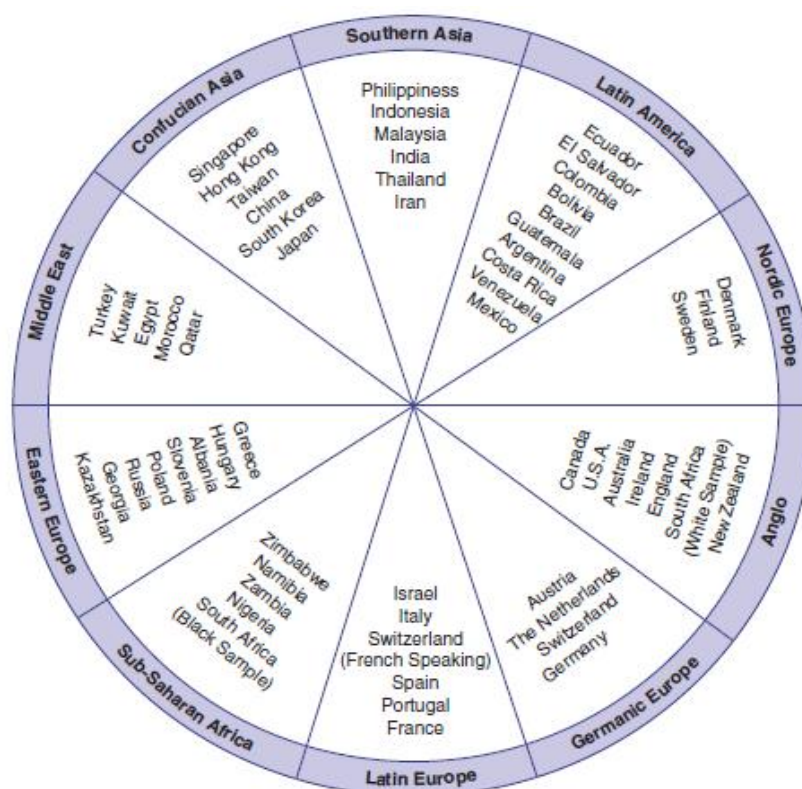 Southern Asia
Philippiness
Indonesia
Malaysia
India
Thailand
Iran
Latin America
Ecuador
El Salvador
Colombia
Bolivia
Brazil
Guatemala
Argentina
Costa Rica
Venezuela
Mexico
Nordic Europe
Denmark
Finland
Sweden
Anglo
Canada
U.S.A.
Australia
Ireland
England
South Africa
(White Sample)
New Zealand
Germanic Europe
Austria
The Netherlands
Switzerland
Germany
Latin Europe
Israel
Italy
Switzerland
(French Speaking)
Spain
Portugal
France
Sub-Saharan Africa
Zimbabwe
Namibia
Zambia
Nigeria
South Africa
(Black Sample)
Eastern Europe
Greece
Hungary
Albania
Slovenia
Poland
Russia
Georgia
Kazakhstan
Middle East
Turkey
Kuwait
Egypt
Morocco
Qatar
Confucian Asia
Singapore
Hong Kong
Taiwan
China
South Korea
Japan